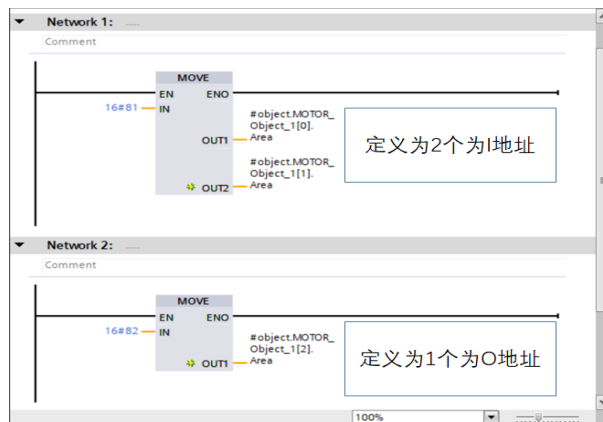 Network 1: .....
Comment
MOVE
EN ENO
16#81 IN
#object.MOTOR_
Object_1[0].
OUT1 Area
#object.MOTOR_
Object_1[1].
OUT2 Area
定义为2个为I地址
Network 2: .....
Comment
MOVE
EN ENO
16#82 IN
#object.MOTOR_
Object_1[2].
OUT1 Area
定义为1个为O地址
100%